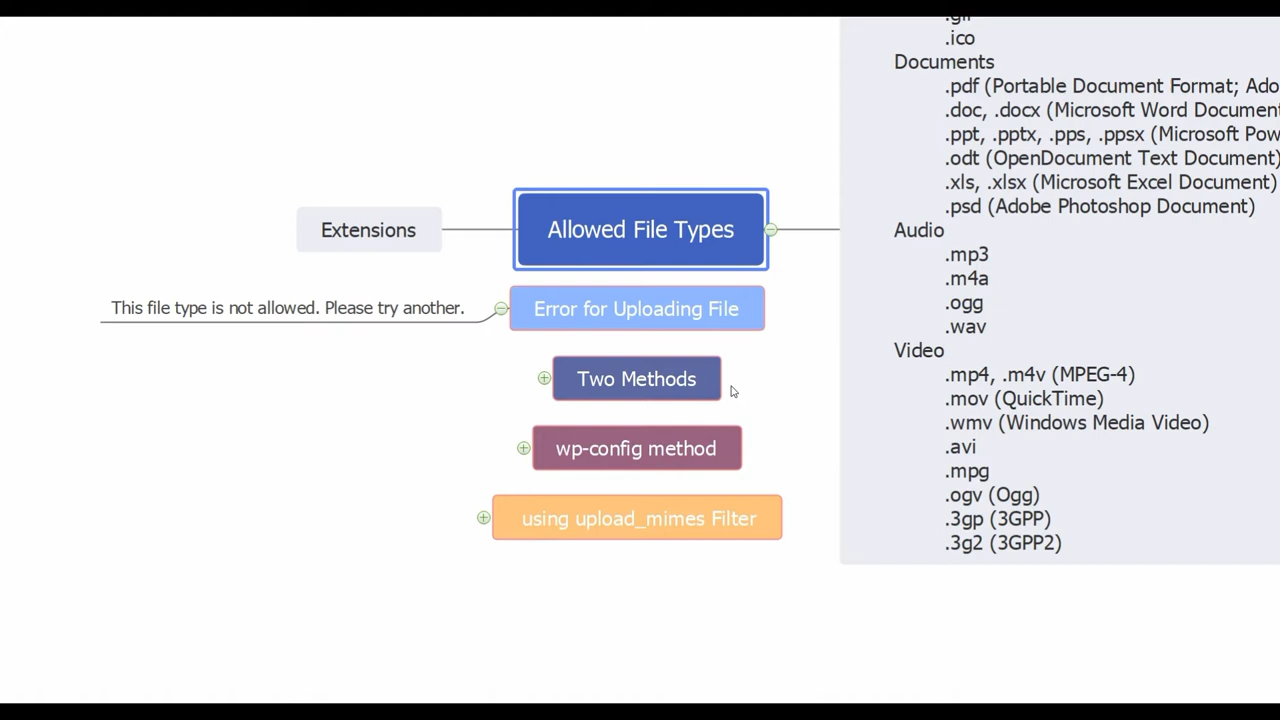 Extensions
Allowed File Types
This file type is not allowed. Please try another.
Error for Uploading File
Two Methods
wp-config method
using upload_mimes Filter
.gif
.ico
Documents
.pdf (Portable Document Format; Ado
.doc, .docx (Microsoft Word Document
.ppt, .pptx, .pps, .ppsx (Microsoft Pow
.odt (OpenDocument Text Document)
.xls, .xlsx (Microsoft Excel Document)
.psd (Adobe Photoshop Document)
Audio
.mp3
.m4a
.ogg
.wav
Video
.mp4, .m4v (MPEG-4)
.mov (QuickTime)
.wmv (Windows Media Video)
.avi
.mpg
.ogv (Ogg)
.3gp (3GPP)
.3g2 (3GPP2)